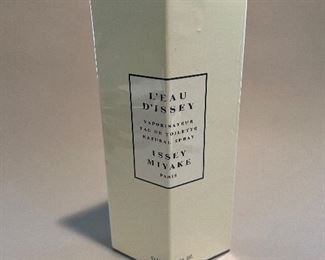 L'EAU
D'ISSEY
VAPORISATEUR
EAU DE TOILETTE
NATURAL SPRAY
ISSEY
MIYAKE
PARIS